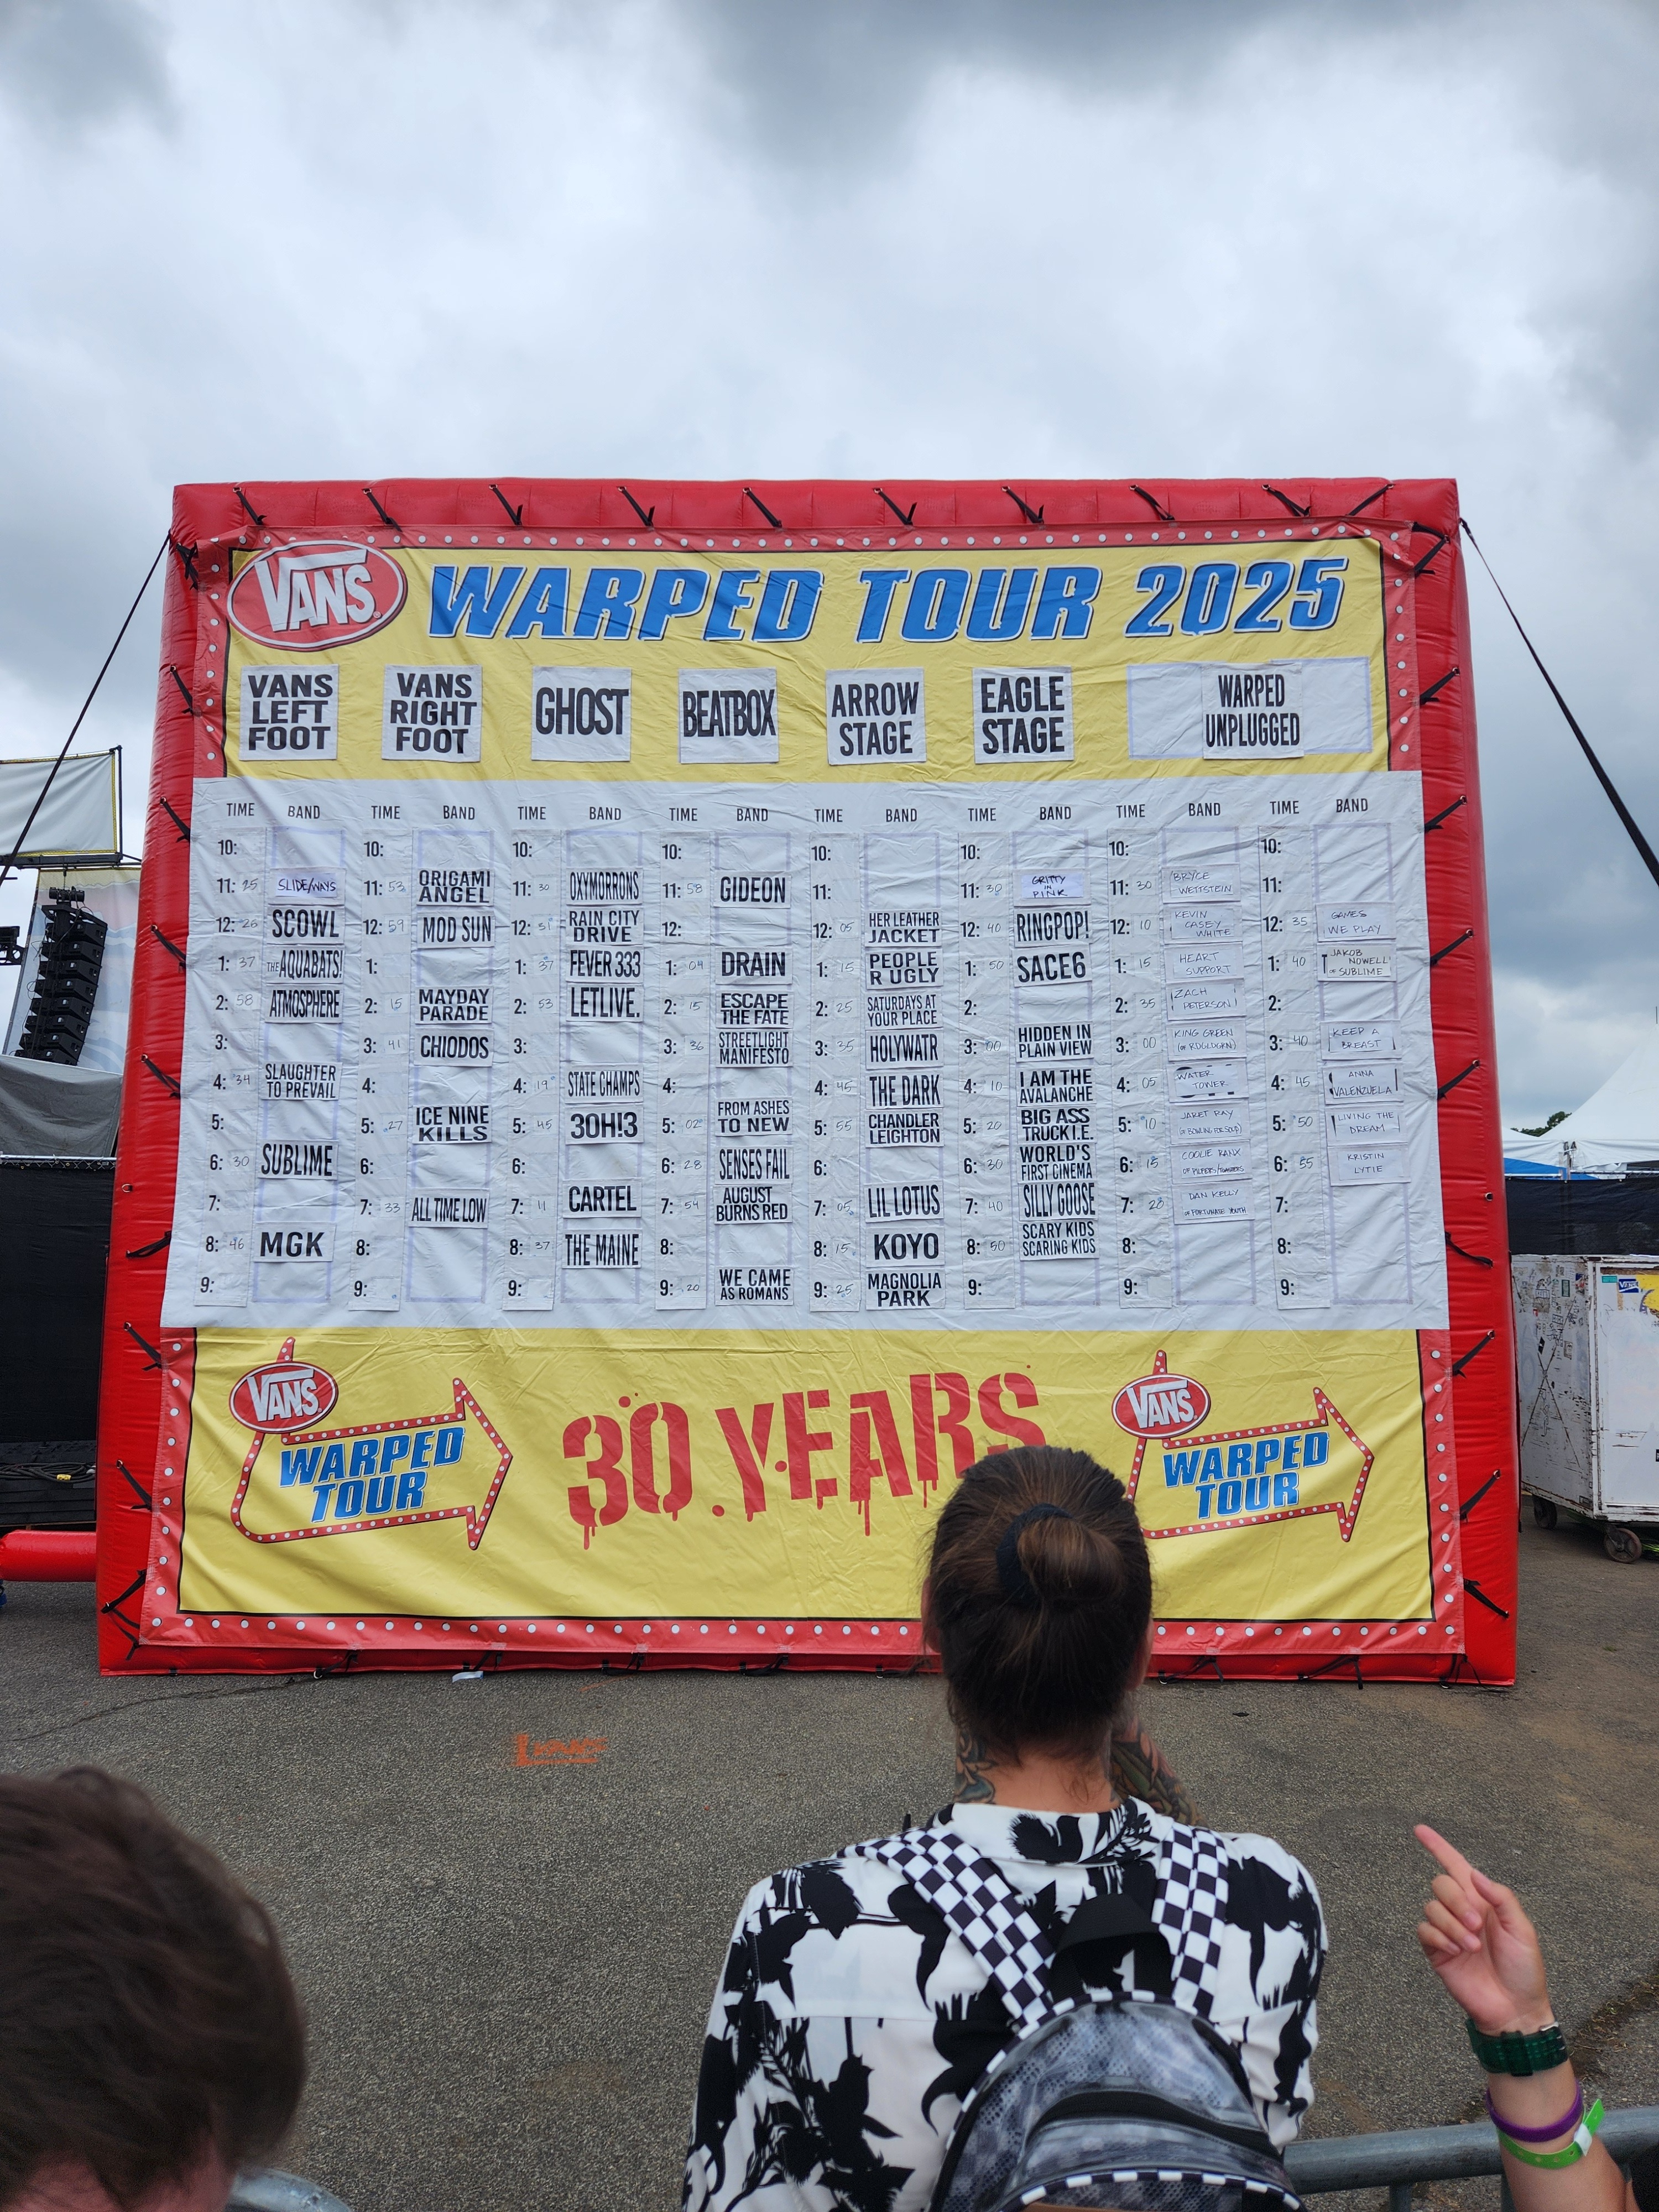 VANS WARPED TOUR 2025
VANS
LEFT
FOOT
VANS
RIGHT
FOOT
GHOST
BEATBOX
ARROW
STAGE
EAGLE
STAGE
WARPED
UNPLUGGED
TIME BAND TIME BAND TIME BAND TIME BAND TIME BAND TIME BAND TIME BAND TIME BAND
10:
11: 25 SLIDE/WAYS
12: 26 SCOWL
1: 37 THE AQUABATS!
2: 58 ATMOSPHERE
3:
4: 34 SLAUGHTER
TO PREVAIL
5:
6: 30 SUBLIME
7:
8: 46 MGK
9:
10:
11: 53 ORIGAMI
ANGEL
12: 59 MOD SUN
1:
2: 15 MAYDAY
PARADE
3: 41 CHIODOS
4:
5: 27 ICE NINE
KILLS
6:
7: 33 ALL TIME LOW
8:
9:
10:
11: 30 OXYMORRONS
12: 31 RAIN CITY
DRIVE
1: 37 FEVER 333
2: 53 LETLIVE.
3:
4: 19 STATE CHAMPS
5: 45 3OH!3
6:
7: 11 CARTEL
8: 37 THE MAINE
9:
10:
11: 58 GIDEON
12:
1: 04 DRAIN
2: 15 ESCAPE
THE FATE
3: 36 STREETLIGHT
MANIFESTO
4:
5: 02 FROM ASHES
TO NEW
6: 28 SENSES FAIL
7: 54 AUGUST
BURNS RED
8:
9: 20 WE CAME
AS ROMANS
10:
11:
12: 05 HER LEATHER
JACKET
1: 15 PEOPLE
R UGLY
2: 25 SATURDAYS AT
YOUR PLACE
3: 35 HOLYWATR
4: 45 THE DARK
5: 55 CHANDLER
LEIGHTON
6:
7: 05 LIL LOTUS
8: 15 KOYO
9: 25 MAGNOLIA
PARK
10:
11: 30 GRITTY
IN
PINK
12: 40 RINGPOP!
1: 50 SACE6
2:
3: 00 HIDDEN IN
PLAIN VIEW
4: 10 I AM THE
AVALANCHE
5: 20 BIG ASS
TRUCK I.E.
6: 30 WORLD'S
FIRST CINEMA
7: 40 SILLY GOOSE
8: 50 SCARY KIDS
SCARING KIDS
9:
10:
11: 30 BRYCE
WETTSTEIN
12: 10 KEVIN
CASEY
WHITE
1: 15 HEART
SUPPORT
2: 35 ZACH
PETERSON
3: 00 KING GREEN
4: 05 WATER
TOWER
5: 10 JARET RAY
(OF BOWLING FOR SOUP)
6: 15 COOLIE RANX
7: 20 DAN KELLY
OF FORTUNATE YOUTH
8:
9:
10:
11:
12: 35 GAMES
WE PLAY
1: 40 JAKOB
NOWELL
OF SUBLIME
2:
3: 40 KEEP A
BREAST
4: 45 ANNA
VALENZUELA
5: 50 LIVING THE
DREAM
6: 55 KRISTIN
LYTIE
7:
8:
9:
VANS
WARPED
TOUR
30 YEARS
VANS
WARPED
TOUR